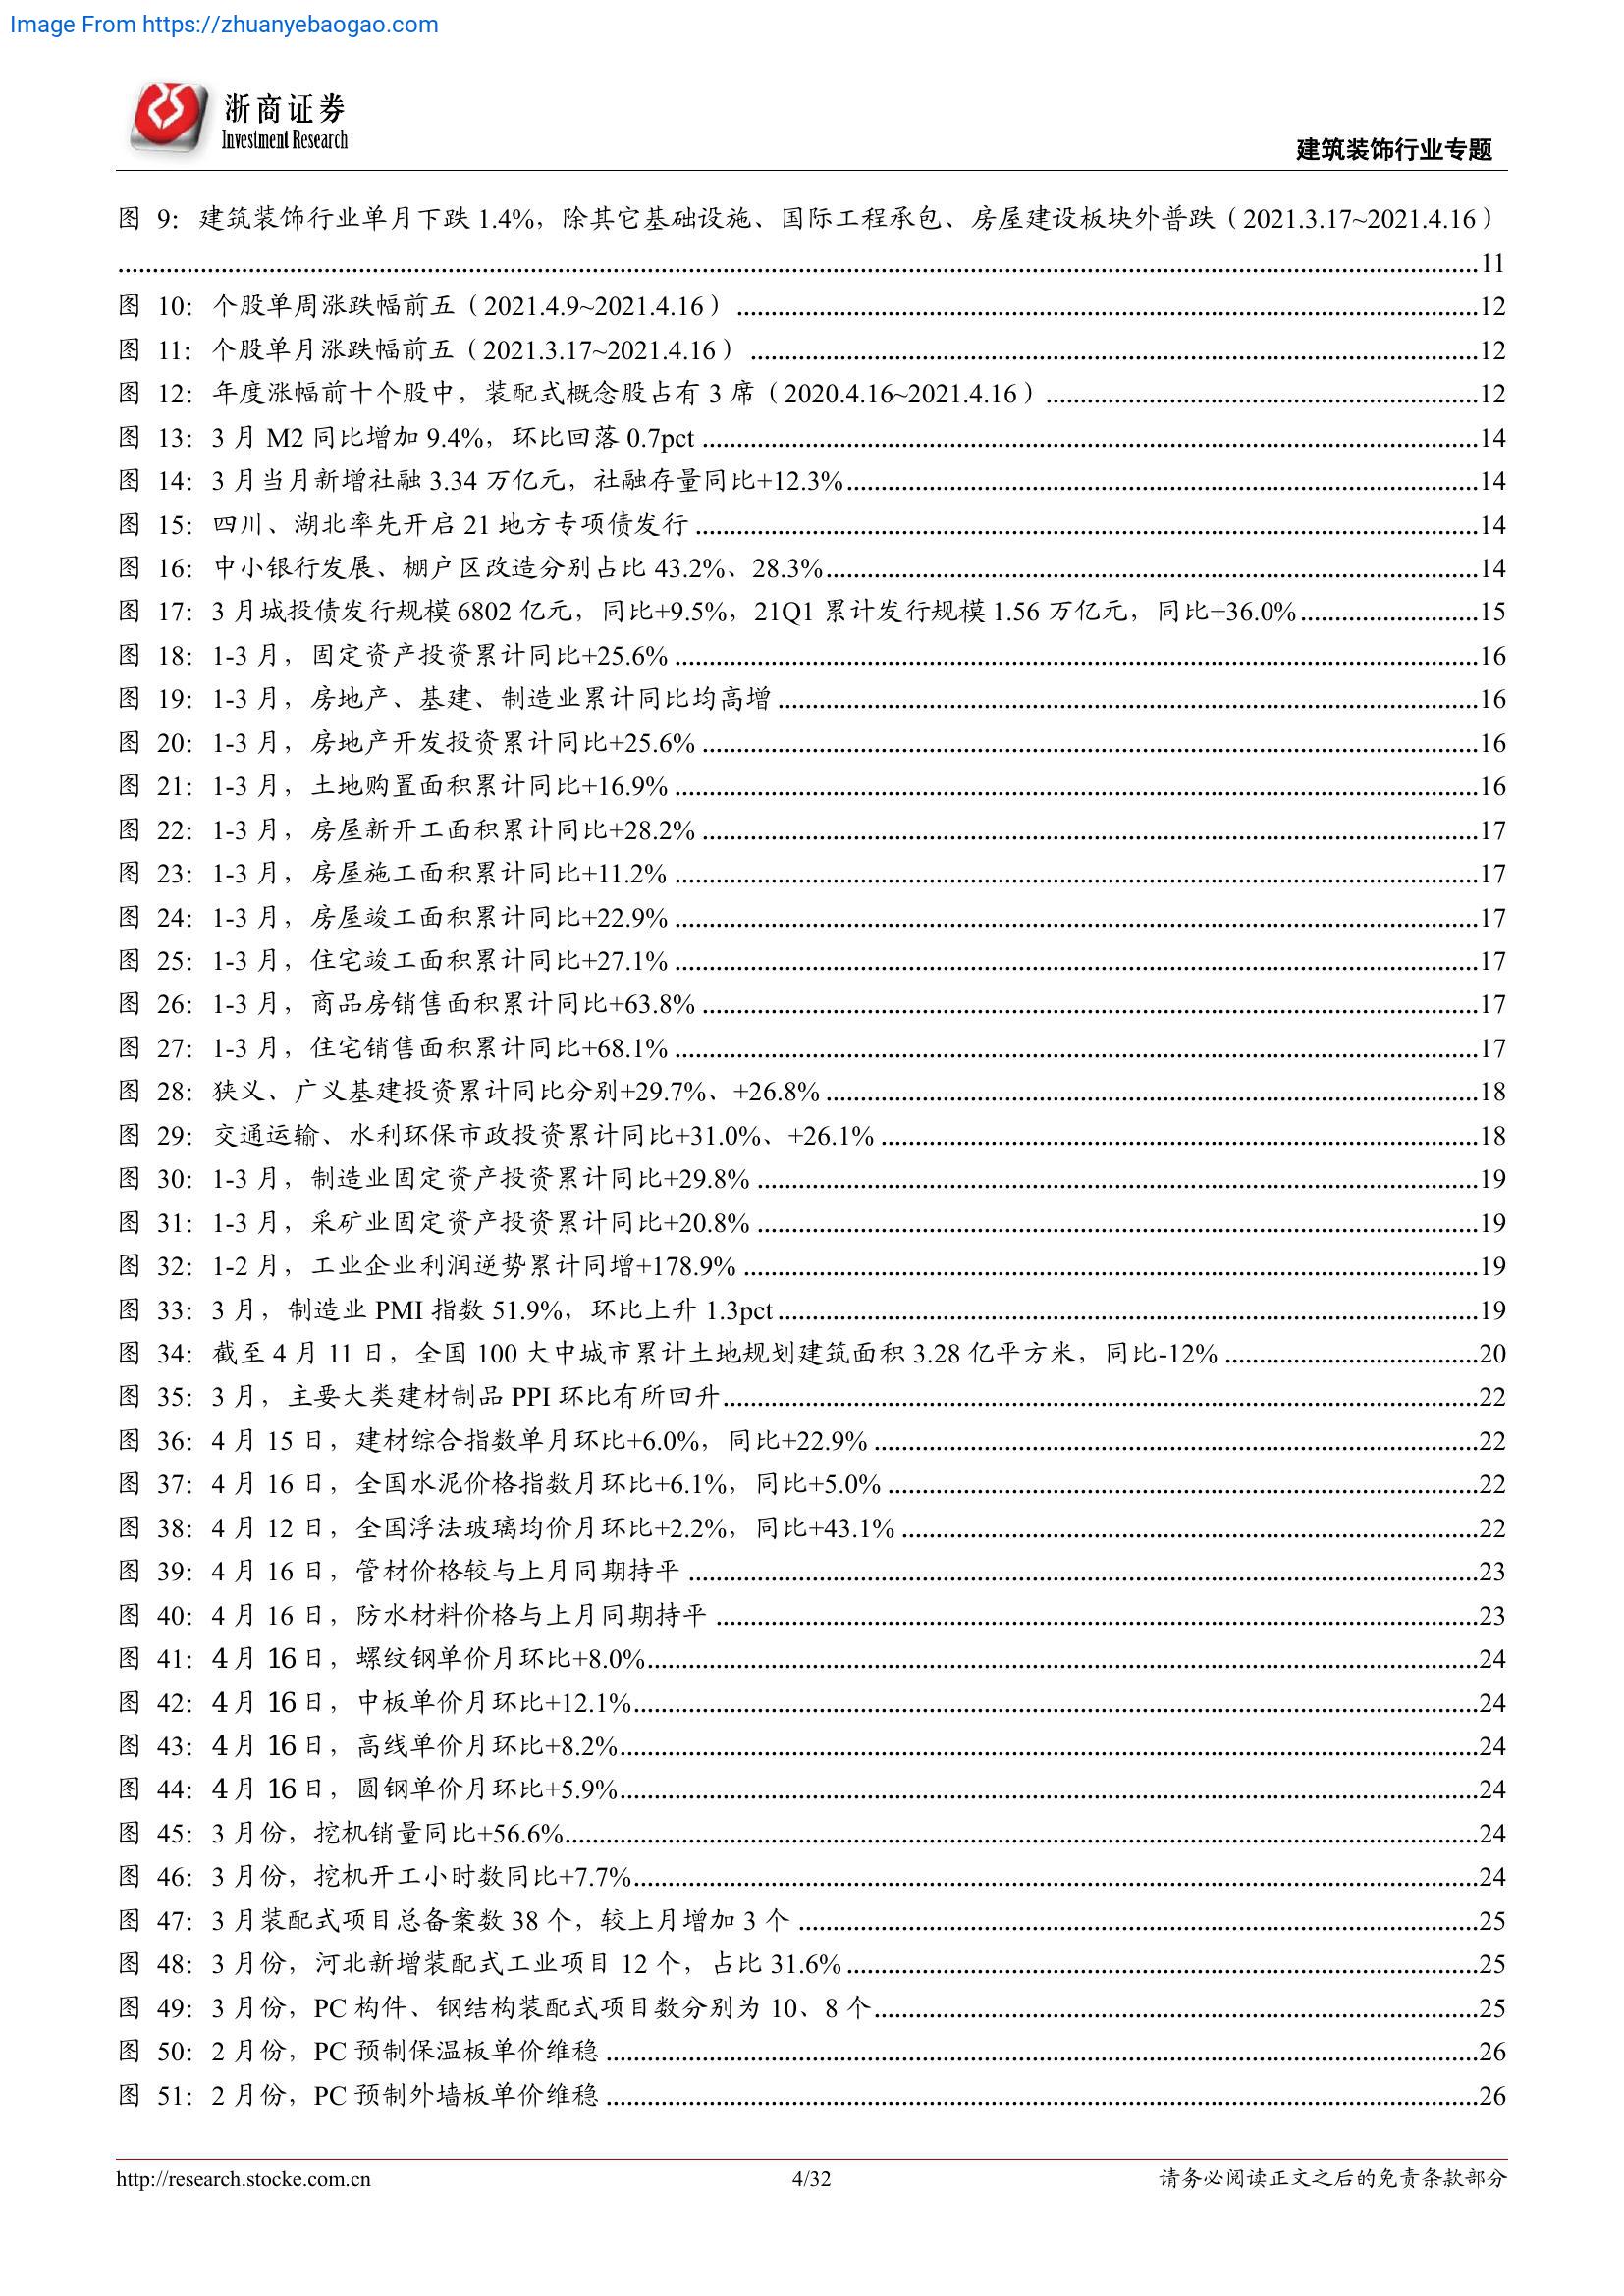 Image From https://zhuanyebaogao.com
浙商证券
Investment Research
建筑装饰行业专题
图 9：建筑装饰行业单月下跌 1.4%，除其它基础设施、国际工程承包、房屋建设板块外普跌（2021.3.17~2021.4.16）
...........11
图 10：个股单周涨跌幅前五（2021.4.9~2021.4.16）...........12
图 11：个股单月涨跌幅前五（2021.3.17~2021.4.16）...........12
图 12：年度涨幅前十个股中，装配式概念股占有 3 席（2020.4.16~2021.4.16）...........12
图 13：3 月 M2 同比增加 9.4%，环比回落 0.7pct ...........14
图 14：3 月当月新增社融 3.34 万亿元，社融存量同比+12.3%...........14
图 15：四川、湖北率先开启 21 地方专项债发行 ...........14
图 16：中小银行发展、棚户区改造分别占比 43.2%、28.3%...........14
图 17：3 月城投债发行规模 6802 亿元，同比+9.5%，21Q1 累计发行规模 1.56 万亿元，同比+36.0%...........15
图 18：1-3 月，固定资产投资累计同比+25.6% ...........16
图 19：1-3 月，房地产、基建、制造业累计同比均高增 ...........16
图 20：1-3 月，房地产开发投资累计同比+25.6% ...........16
图 21：1-3 月，土地购置面积累计同比+16.9% ...........16
图 22：1-3 月，房屋新开工面积累计同比+28.2% ...........17
图 23：1-3 月，房屋施工面积累计同比+11.2% ...........17
图 24：1-3 月，房屋竣工面积累计同比+22.9% ...........17
图 25：1-3 月，住宅竣工面积累计同比+27.1% ...........17
图 26：1-3 月，商品房销售面积累计同比+63.8% ...........17
图 27：1-3 月，住宅销售面积累计同比+68.1% ...........17
图 28：狭义、广义基建投资累计同比分别+29.7%、+26.8% ...........18
图 29：交通运输、水利环保市政投资累计同比+31.0%、+26.1% ...........18
图 30：1-3 月，制造业固定资产投资累计同比+29.8% ...........19
图 31：1-3 月，采矿业固定资产投资累计同比+20.8% ...........19
图 32：1-2 月，工业企业利润逆势累计同增+178.9% ...........19
图 33：3 月，制造业 PMI 指数 51.9%，环比上升 1.3pct ...........19
图 34：截至 4 月 11 日，全国 100 大中城市累计土地规划建筑面积 3.28 亿平方米，同比-12% ...........20
图 35：3 月，主要大类建材制品 PPI 环比有所回升...........22
图 36：4 月 15 日，建材综合指数单月环比+6.0%，同比+22.9% ...........22
图 37：4 月 16 日，全国水泥价格指数月环比+6.1%，同比+5.0% ...........22
图 38：4 月 12 日，全国浮法玻璃均价月环比+2.2%，同比+43.1% ...........22
图 39：4 月 16 日，管材价格较与上月同期持平 ...........23
图 40：4 月 16 日，防水材料价格与上月同期持平 ...........23
图 41：4 月 16 日，螺纹钢单价月环比+8.0%...........24
图 42：4 月 16 日，中板单价月环比+12.1%...........24
图 43：4 月 16 日，高线单价月环比+8.2%...........24
图 44：4 月 16 日，圆钢单价月环比+5.9%...........24
图 45：3 月份，挖机销量同比+56.6%...........24
图 46：3 月份，挖机开工小时数同比+7.7%...........24
图 47：3 月装配式项目总备案数 38 个，较上月增加 3 个 ...........25
图 48：3 月份，河北新增装配式工业项目 12 个，占比 31.6% ...........25
图 49：3 月份，PC 构件、钢结构装配式项目数分别为 10、8 个...........25
图 50：2 月份，PC 预制保温板单价维稳 ...........26
图 51：2 月份，PC 预制外墙板单价维稳 ...........26
http://research.stocke.com.cn
4/32
请务必阅读正文之后的免责条款部分